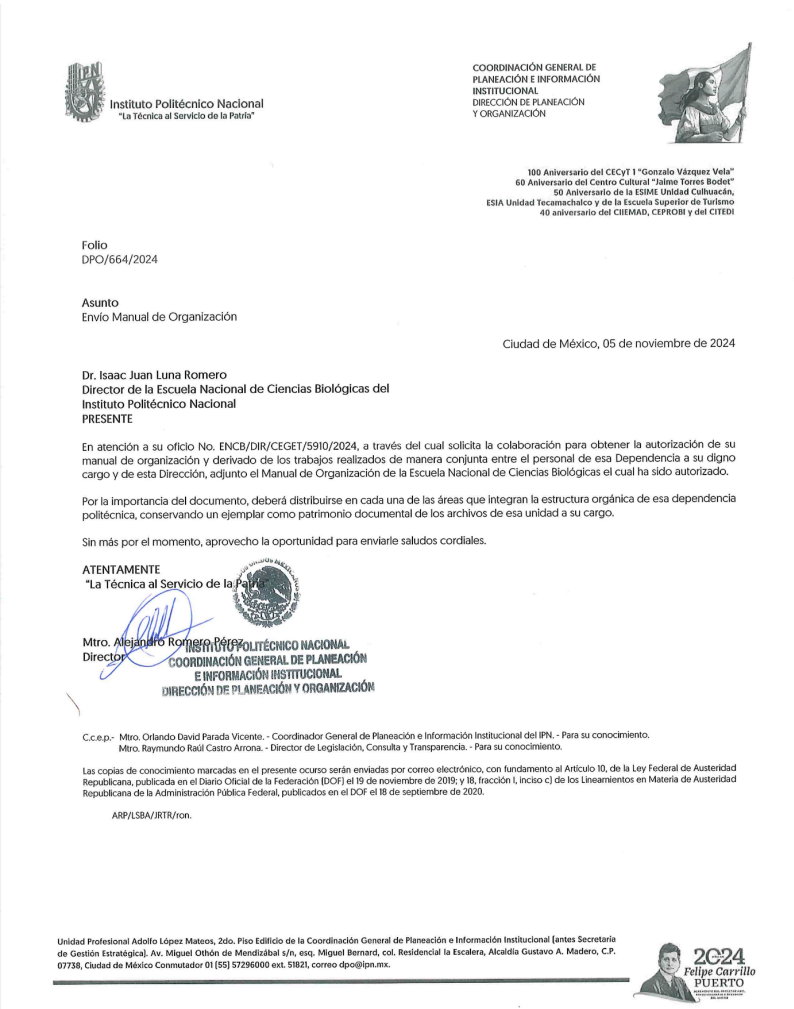 IPN
Instituto Politécnico Nacional
"La Técnica al Servicio de la Patria"
COORDINACIÓN GENERAL DE
PLANEACIÓN E INFORMACIÓN
INSTITUCIONAL
DIRECCIÓN DE PLANEACIÓN
Y ORGANIZACIÓN
100 Aniversario del CECyT 1 "Gonzalo Vázquez Vela"
60 Aniversario del Centro Cultural "Jaime Torres Bodet"
50 Aniversario de la ESIME Unidad Culhuacán,
ESIA Unidad Tecamachalco y de la Escuela Superior de Turismo
40 aniversario del CIIEMAD, CEPROBI y del CITEDI
Folio
DPO/664/2024
Asunto
Envío Manual de Organización
Ciudad de México, 05 de noviembre de 2024
Dr. Isaac Juan Luna Romero
Director de la Escuela Nacional de Ciencias Biológicas del
Instituto Politécnico Nacional
PRESENTE
En atención a su oficio No. ENCB/DIR/CEGET/5910/2024, a través del cual solicita la colaboración para obtener la autorización de su
manual de organización y derivado de los trabajos realizados de manera conjunta entre el personal de esa Dependencia a su digno
cargo y de esta Dirección, adjunto el Manual de Organización de la Escuela Nacional de Ciencias Biológicas el cual ha sido autorizado.
Por la importancia del documento, deberá distribuirse en cada una de las áreas que integran la estructura orgánica de esa dependencia
politécnica, conservando un ejemplar como patrimonio documental de los archivos de esa unidad a su cargo.
Sin más por el momento, aprovecho la oportunidad para enviarle saludos cordiales.
ATENTAMENTE
"La Técnica al Servicio de la Patria"
Mtro. Alejandro Romero Pérez
Director
INSTITUTO POLITÉCNICO NACIONAL
COORDINACIÓN GENERAL DE PLANEACIÓN
E INFORMACIÓN INSTITUCIONAL
DIRECCIÓN DE PLANEACIÓN Y ORGANIZACIÓN
C.c.e.p.- Mtro. Orlando David Parada Vicente. - Coordinador General de Planeación e Información Institucional del IPN. - Para su conocimiento.
Mtro. Raymundo Raúl Castro Arrona. - Director de Legislación, Consulta y Transparencia. - Para su conocimiento.
Las copias de conocimiento marcadas en el presente ocurso serán enviadas por correo electrónico, con fundamento al Artículo 10, de la Ley Federal de Austeridad
Republicana, publicada en el Diario Oficial de la Federación (DOF) el 19 de noviembre de 2019; y 18, fracción I, inciso c) de los Lineamientos en Materia de Austeridad
Republicana de la Administración Pública Federal, publicados en el DOF el 18 de septiembre de 2020.
ARP/LSBA/JRTR/ron.
Unidad Profesional Adolfo López Mateos, 2do. Piso Edificio de la Coordinación General de Planeación e Información Institucional (antes Secretaría
de Gestión Estratégica). Av. Miguel Othón de Mendizábal s/n, esq. Miguel Bernard, col. Residencial la Escalera, Alcaldía Gustavo A. Madero, C.P.
07738, Ciudad de México Conmutador 01 (55) 57296000 ext. 51821, correo dpo@ipn.mx.
2024
Felipe Carrillo
PUERTO